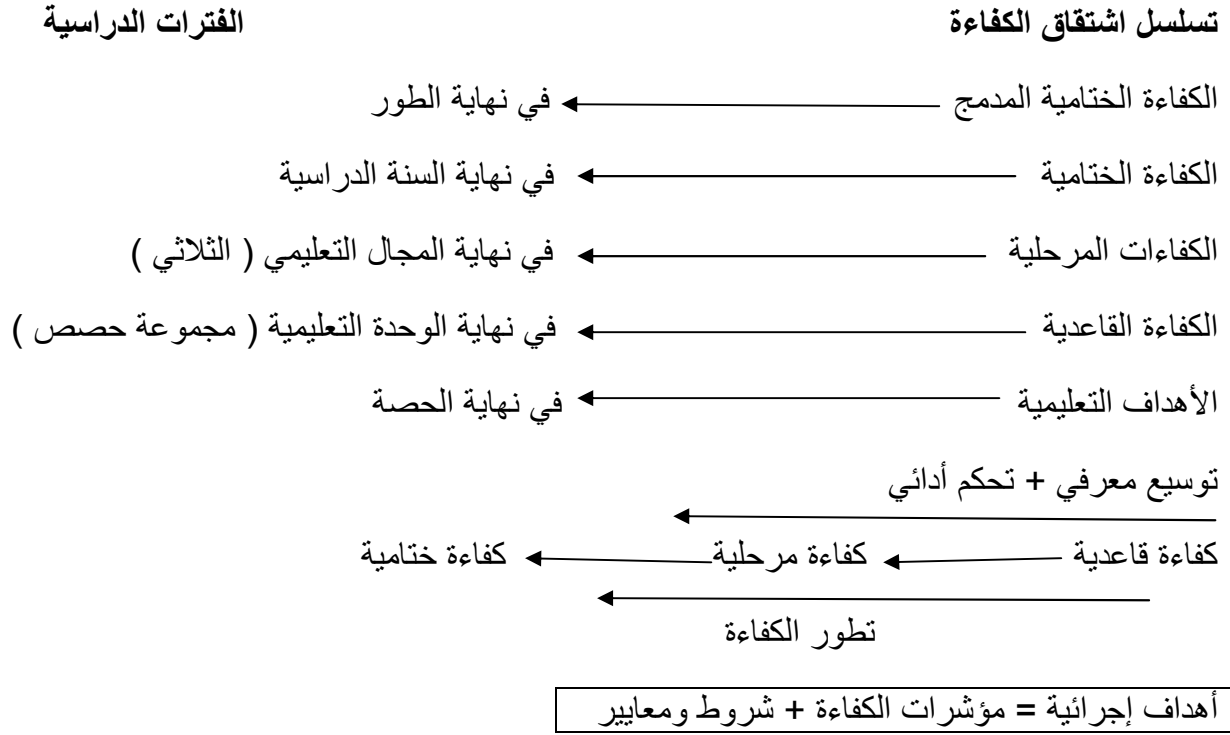 تسلسل اشتقاق الكفاءة الفترات الدراسية
الكفاءة الختامية المدمج في نهاية الطور
الكفاءة الختامية في نهاية السنة الدراسية
الكفاءات المرحلية في نهاية المجال التعليمي ( الثلاثي )
الكفاءة القاعدية في نهاية الوحدة التعليمية ( مجموعة حصص )
الأهداف التعليمية في نهاية الحصة
توسيع معرفي + تحكم أدائي
كفاءة قاعدية كفاءة مرحلية كفاءة ختامية
تطور الكفاءة
أهداف إجرائية = مؤشرات الكفاءة + شروط ومعايير